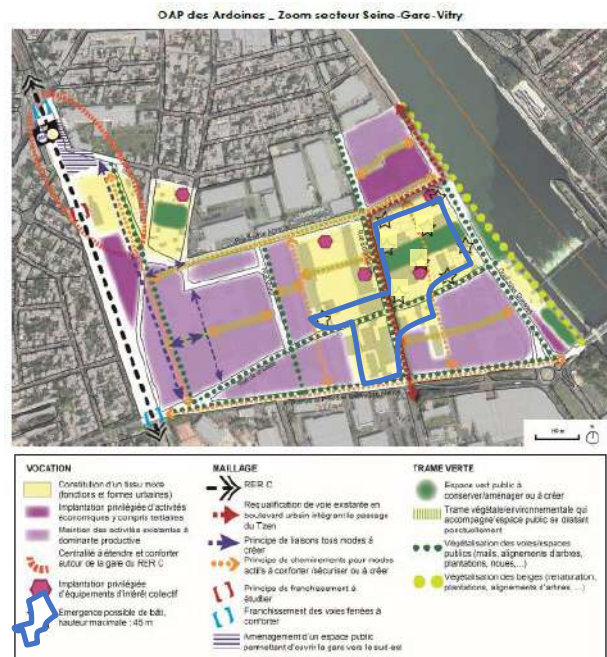 OAP des Ardoines _ Zoom secteur Seine-Gare-Vitry
VOCATION
Constitution d'un tissu mixte
(fonctions et formes urbaines)
Implantation privilégiée d'activités
économiques y compris tertiaires
Maintien des activités existantes à
dominante productive
Centralité à étendre et conforter
autour de la gare du RER C
Implantation privilégiée
d'équipements d'intérêt collectif
Emergence possible de bâti,
hauteur maximale : 45 m
MAILLAGE
RER C
Requalification de voie existante en
boulevard urbain intégrant le passage
du Tzen
Principe de liaisons tous modes à
créer
Principe de cheminements pour modes
actifs à conforter /sécuriser ou à créer
Principe de franchissement à
étudier
Franchissement des voies ferrées à
conforter
Aménagement d'un espace public
permettant d'ouvrir la gare vers le sud-est
TRAME VERTE
Espace vert public à
conserver/aménager ou à créer
Trame végétale/environnementale qui
accompagne l'espace public se dilatant
ponctuellement
Végétalisation des voies/espaces
publics (mails, alignements d'arbres,
plantations, noues,...)
Végétalisation des berges (renaturation,
plantations, alignements d'arbres, ...)